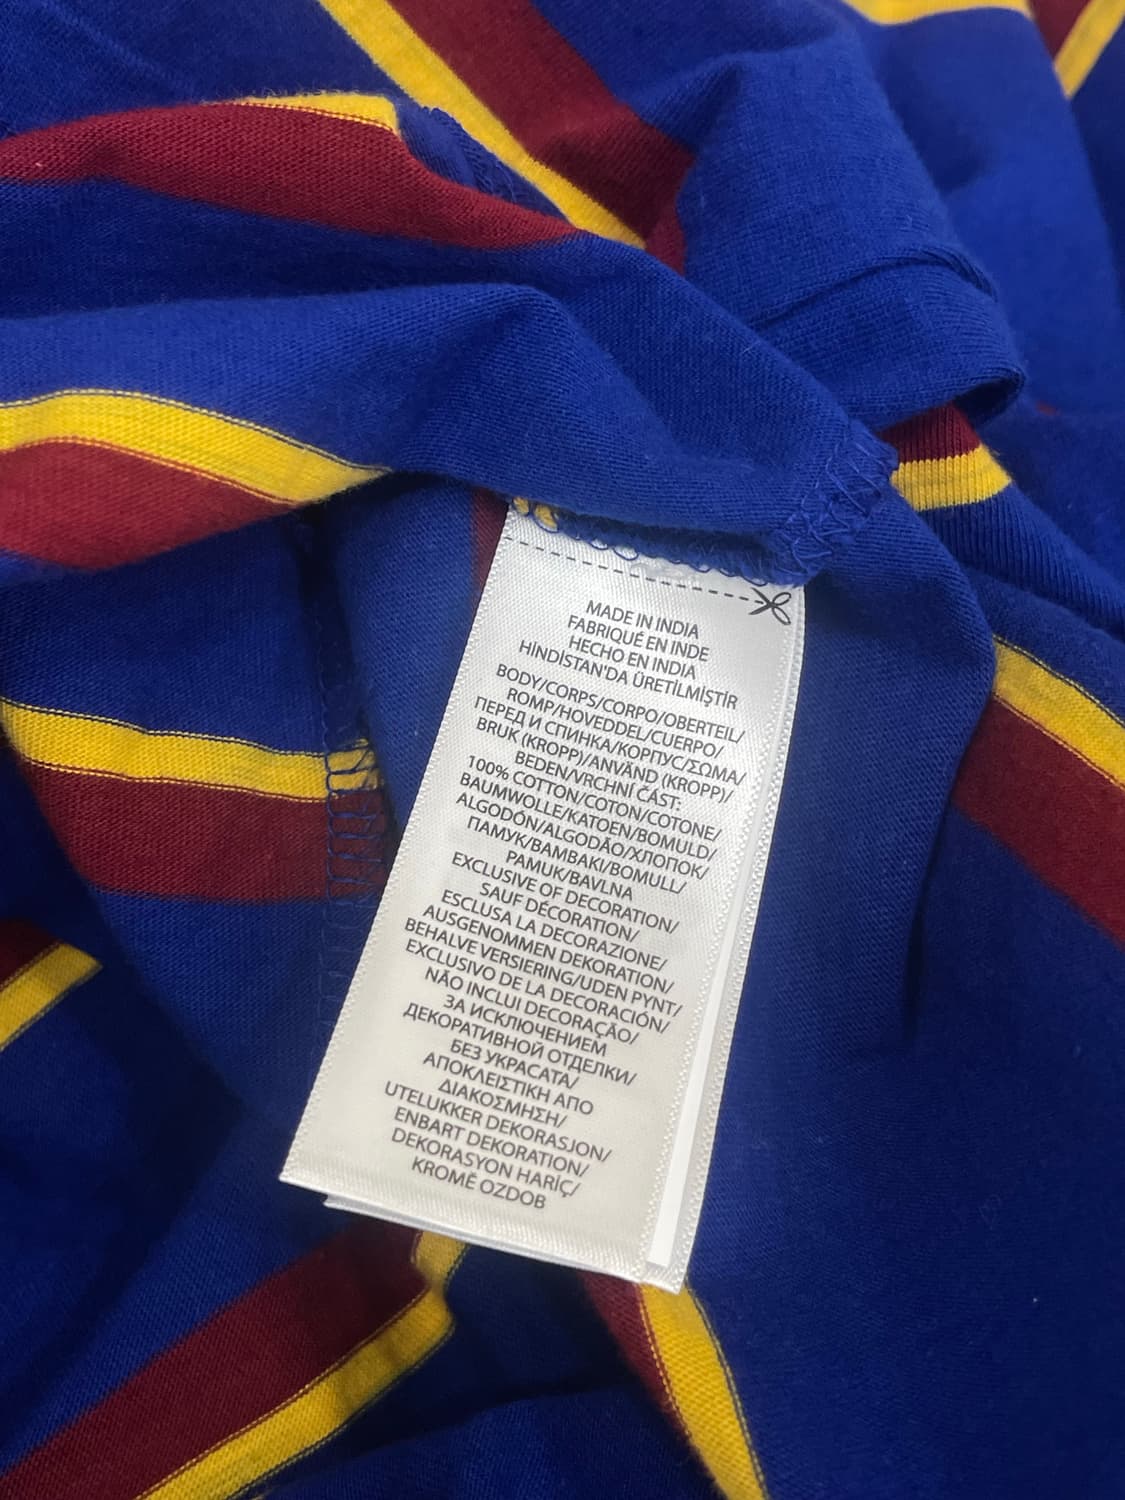 MADE IN INDIA
FABRIQUÉ EN INDE
HECHO EN INDIA
HİNDİSTAN'DA ÜRETİLMİŞTİR
BODY/CORPS/CORPO/OBERTEIL/
ROMP/HOVEDDEL/CUERPO/
ПЕРЕД И СПИНКА/КОРПУС/ΣΩΜΑ/
BRUK (KROPP)/ANVÄND (KROPP)/
BEDEN/VRCHNÍ ČÁST:
100% COTTON/COTON/COTONE/
BAUMWOLLE/KATOEN/BOMULD/
ALGODÓN/ALGODÃO/ХЛОПОК/
ПАМУК/ΒΑΜΒΑΚΙ/BOMULL/
PAMUK/BAVLNA
EXCLUSIVE OF DECORATION/
SAUF DÉCORATION/
ESCLUSA LA DECORAZIONE/
AUSGENOMMEN DEKORATION/
BEHALVE VERSIERING/UDEN PYNT/
EXCLUSIVO DE LA DECORACIÓN/
NÃO INCLUI DECORAÇÃO/
ЗА ИСКЛЮЧЕНИЕМ
ДЕКОРАТИВНОЙ ОТДЕЛКИ/
БЕЗ УКРАСАТА/
ΑΠΟΚΛΕΙΣΤΙΚΗ ΑΠΟ
ΔΙΑΚΟΣΜΗΣΗ/
UTELUKKER DEKORASJON/
ENBART DEKORATION/
DEKORASYON HARİÇ/
KROMĚ OZDOB